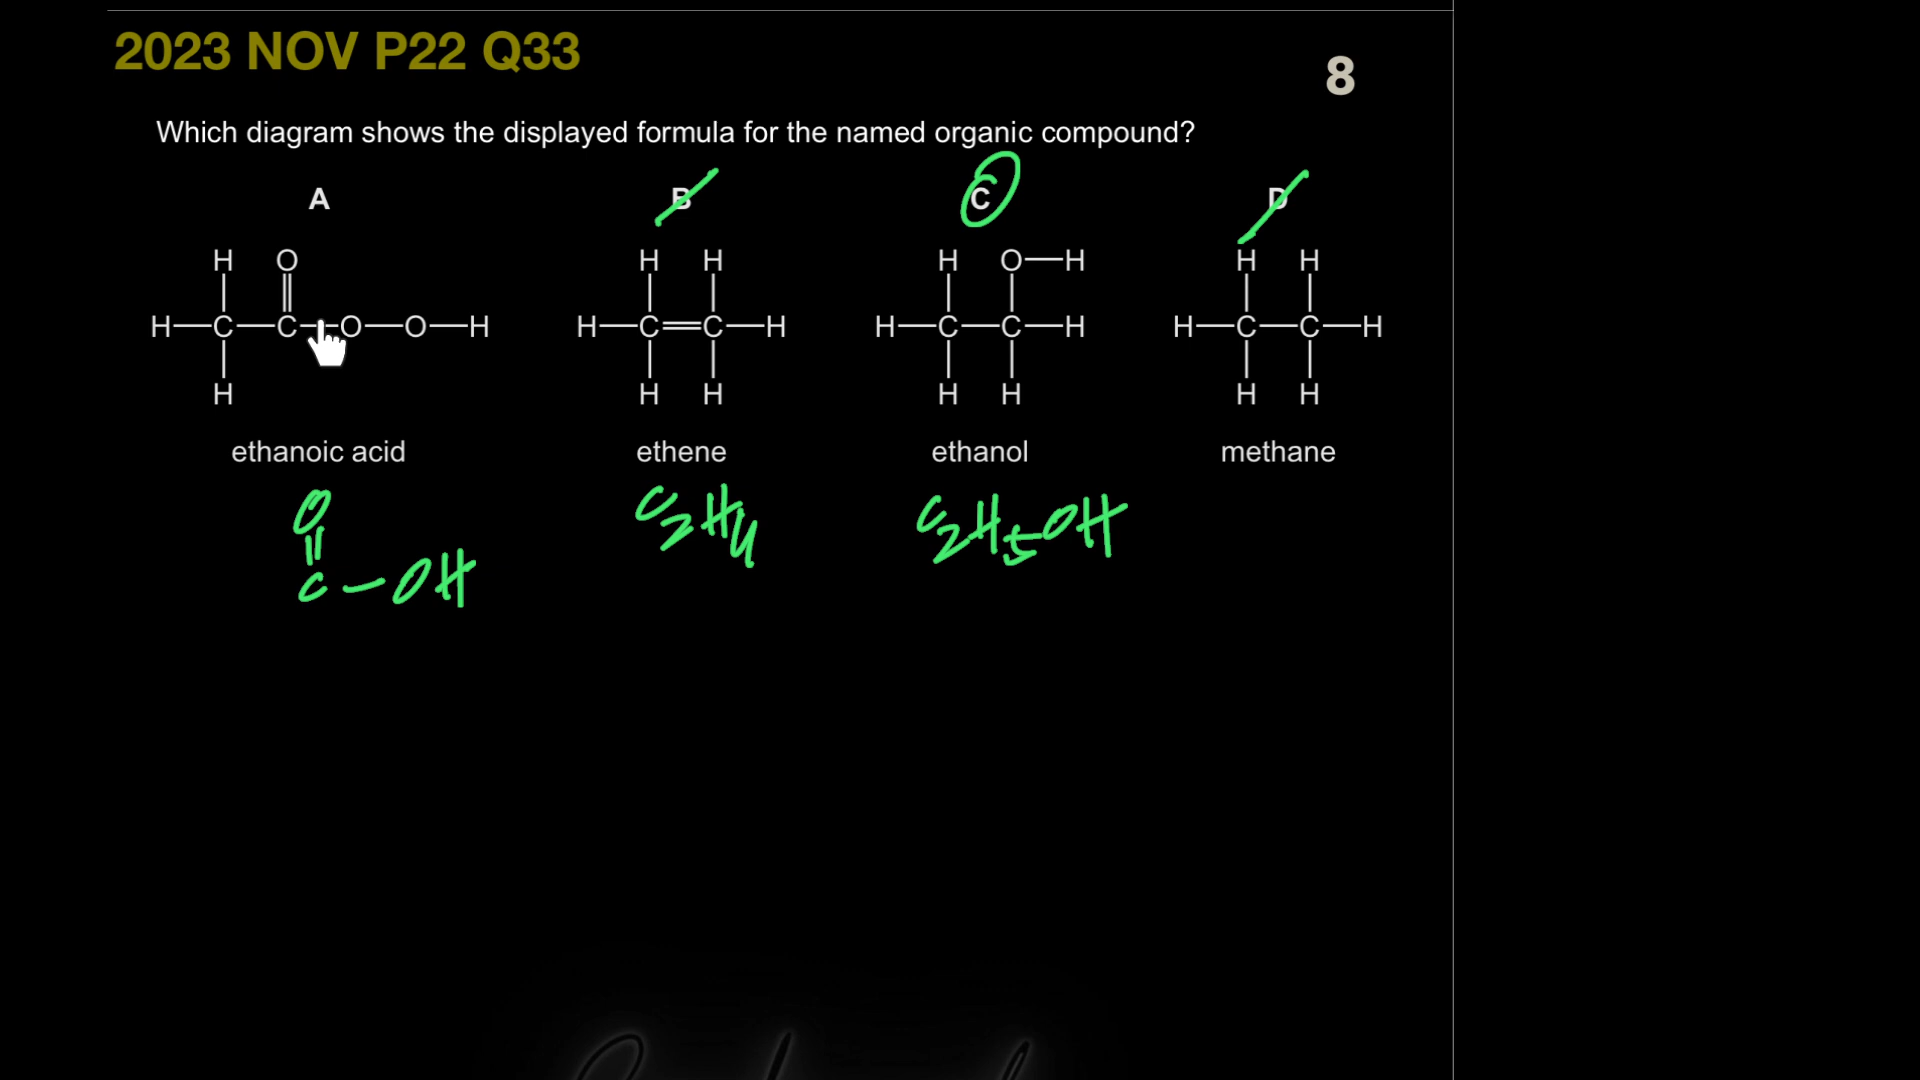 2023 NOV P22 Q33
8
Which diagram shows the displayed formula for the named organic compound?
A B C D
H O H H H O—H H H
H—C—C—O—O—H H—C=C—H H—C—C—H H—C—C—H
H H H H H H H
ethanoic acid ethene ethanol methane
O C2H4 C2H5OH
C-OH